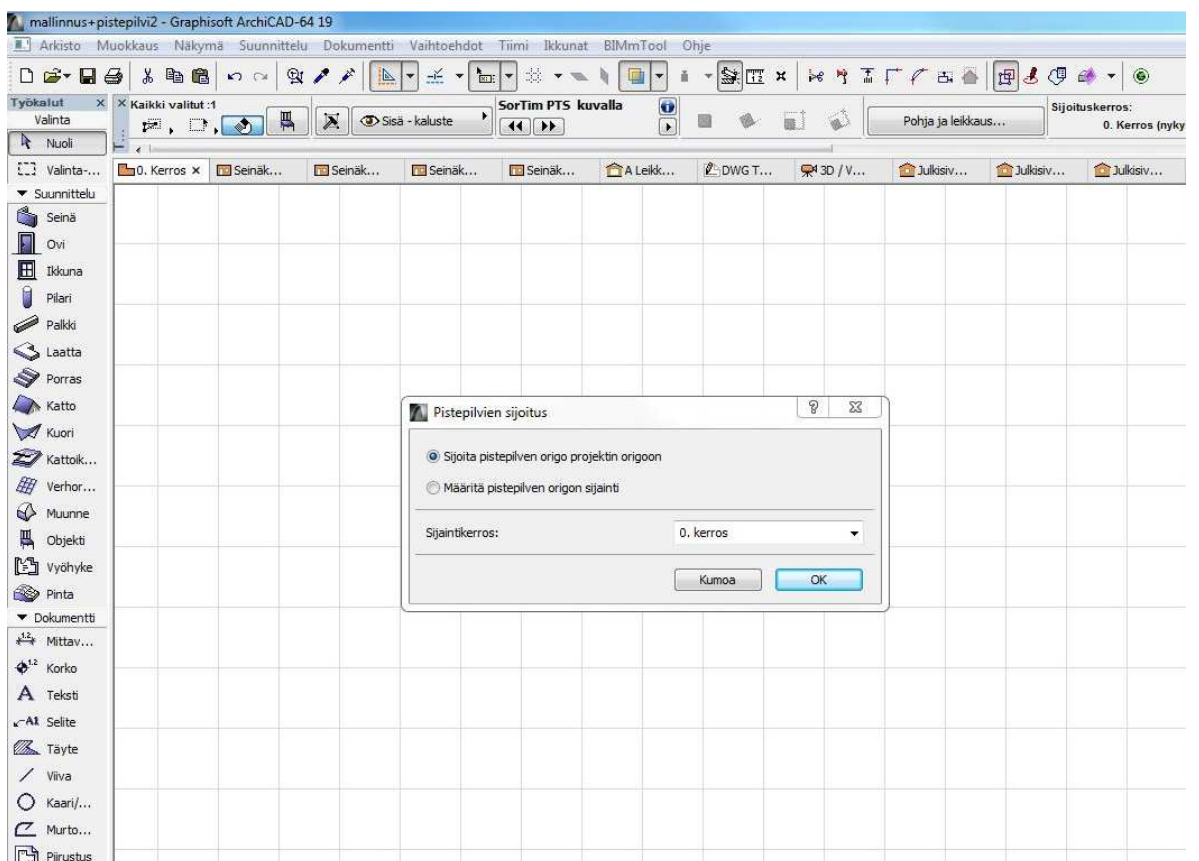 mallinnus+pistepilvi2 - Graphisoft ArchiCAD-64 19
Arkisto Muokkaus Näkymä Suunnittelu Dokumentti Vaihtoehdot Tiimi Ikkunat BIMmTool Ohje
Työkalut
Valinta
Nuoli
Valinta-...
Suunnittelu
Seinä
Ovi
Ikkuna
Pilari
Palkki
Laatta
Porras
Katto
Kuori
Kattoik...
Verhor...
Muunne
Objekti
Vyöhyke
Pinta
Dokumentti
Mittav...
Korko
Teksti
Selite
Täyte
Viiva
Kaari/...
Murto...
Piirustus
Kaikki valitut :1
Sisä - kaluste
SorTim PTS kuvalla
Pohja ja leikkaus...
Sijoituskerros:
0. Kerros (nyky
0. Kerros Seinäk... Seinäk... Seinäk... Seinäk... A Leikk... DWG T... 3D / V... Julkisiv... Julkisiv... Julkisiv...
Pistepilvien sijoitus
Sijoita pistepilven origo projektin origoon
Määritä pistepilven origon sijainti
Sijaintikerros: 0. kerros
Kumoa OK